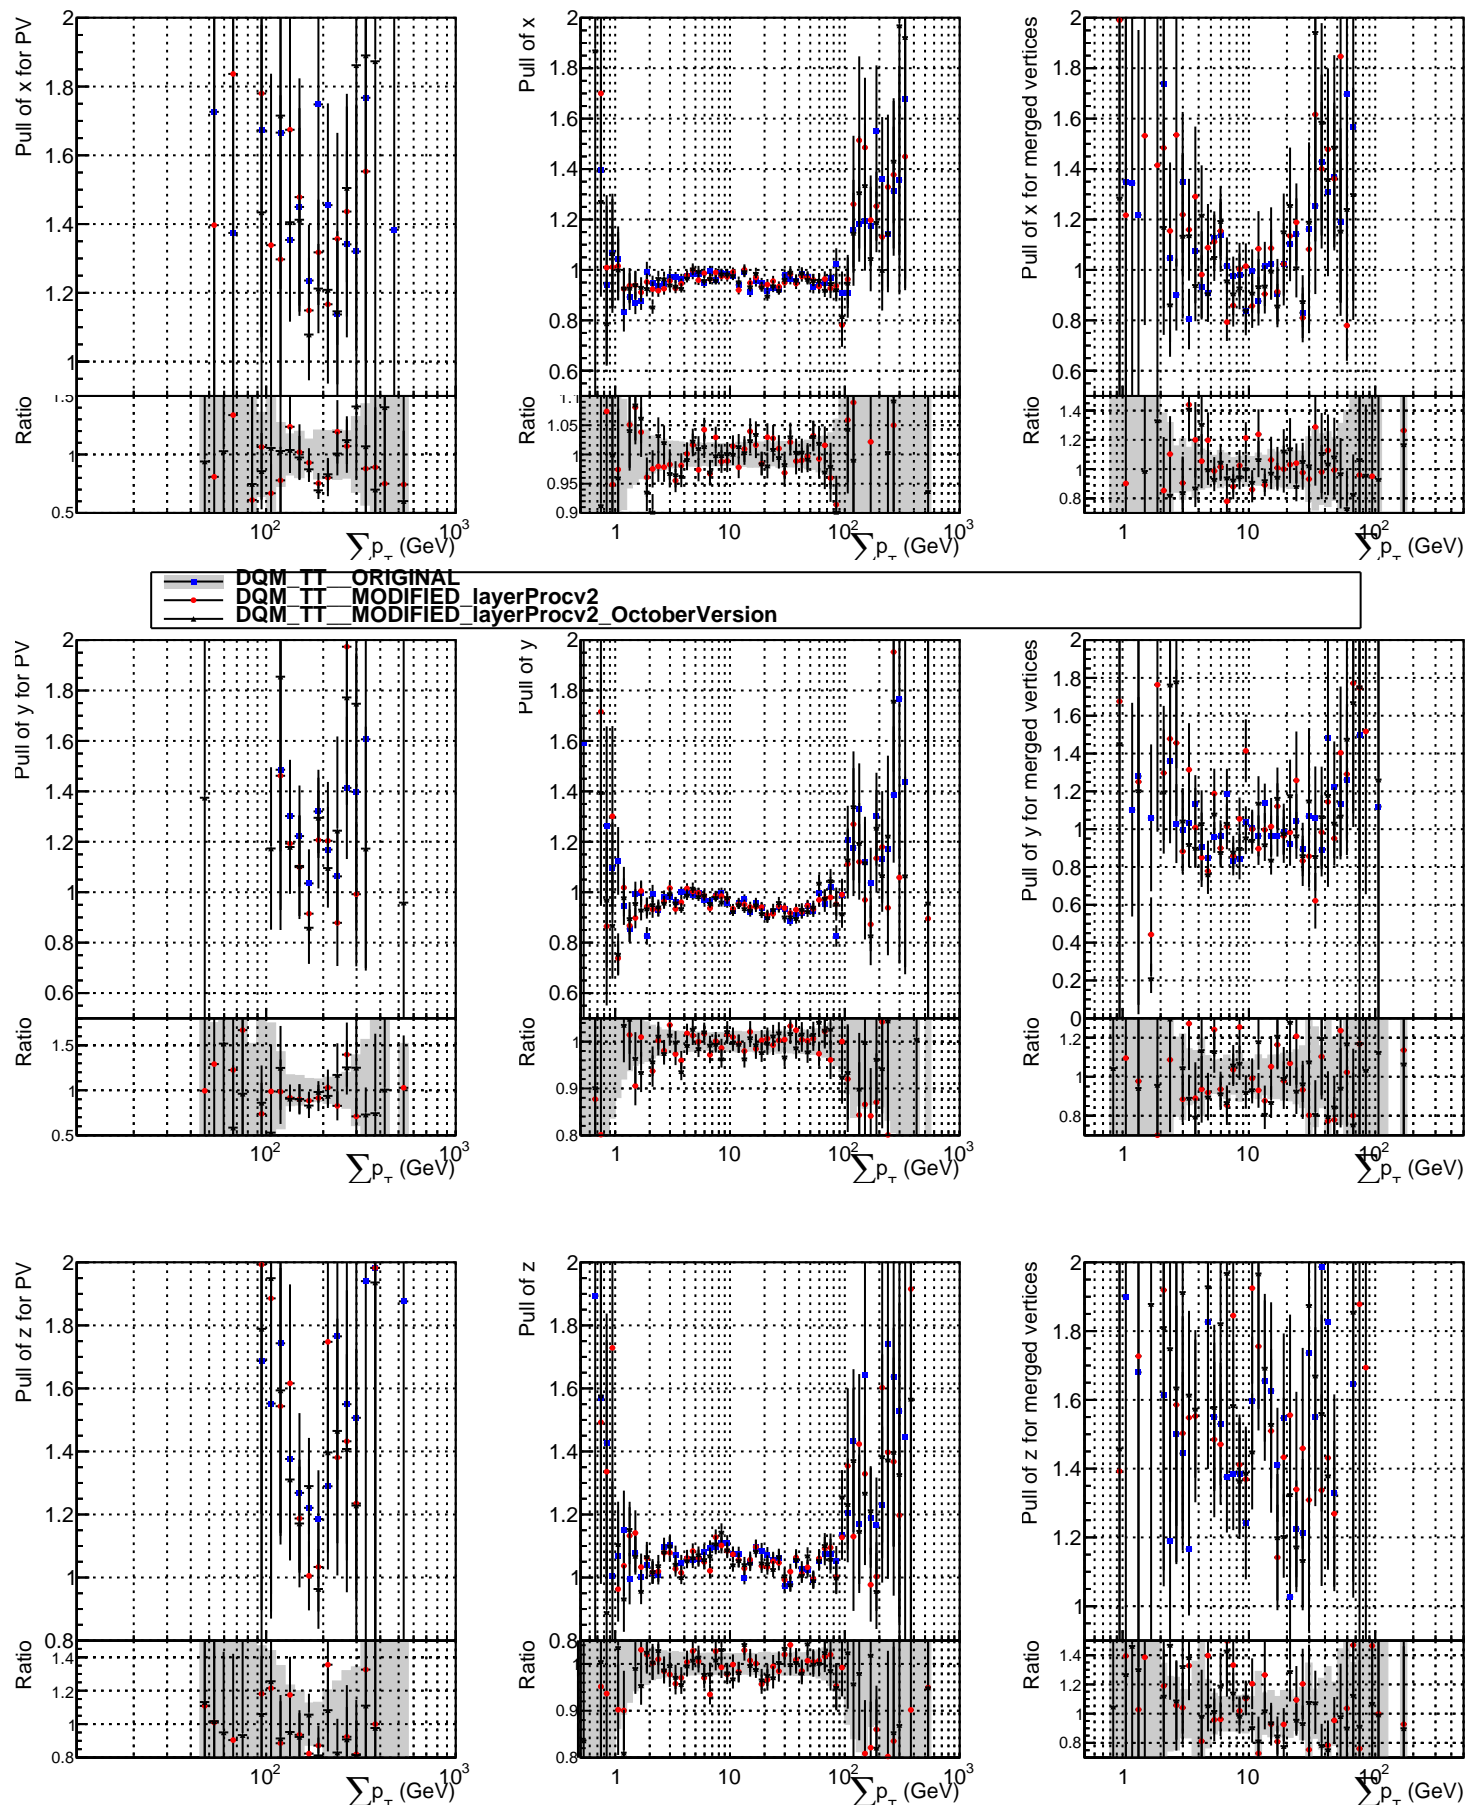 Pull of x for PV
2
1.8
1.6
1.4
1.2
1
Ratio
1.5
1
0.5
10² 10³
∑p_T (GeV)
Pull of x
2
1.8
1.6
1.4
1.2
1
0.8
0.6
Ratio
1.1
1.05
1
0.95
0.9
1 10 10² 10³
∑p_T (GeV)
Pull of x for merged vertices
2
1.8
1.6
1.4
1.2
1
0.8
0.6
Ratio
1.4
1.2
1
0.8
1 10 10²
∑p_T (GeV)
DQM_TT__ORIGINAL
DQM_TT__MODIFIED_layerProcv2
DQM_TT__MODIFIED_layerProcv2_OctoberVersion
Pull of y for PV
2
1.8
1.6
1.4
1.2
1
0.8
0.6
Ratio
1.5
1
0.5
10² 10³
∑p_T (GeV)
Pull of y
2
1.8
1.6
1.4
1.2
1
0.8
0.6
Ratio
1
0.9
0.8
1 10 10² 10³
∑p_T (GeV)
Pull of y for merged vertices
2
1.8
1.6
1.4
1.2
1
0.8
0.6
0.4
0.2
0
Ratio
1.2
1
0.8
1 10 10²
∑p_T (GeV)
Pull of z for PV
2
1.8
1.6
1.4
1.2
1
0.8
Ratio
1.4
1.2
1
0.8
10² 10³
∑p_T (GeV)
Pull of z
2
1.8
1.6
1.4
1.2
1
0.8
Ratio
1
0.9
0.8
1 10 10² 10³
∑p_T (GeV)
Pull of z for merged vertices
2
1.8
1.6
1.4
1.2
1
Ratio
1.4
1.2
1
0.8
1 10 10²
∑p_T (GeV)